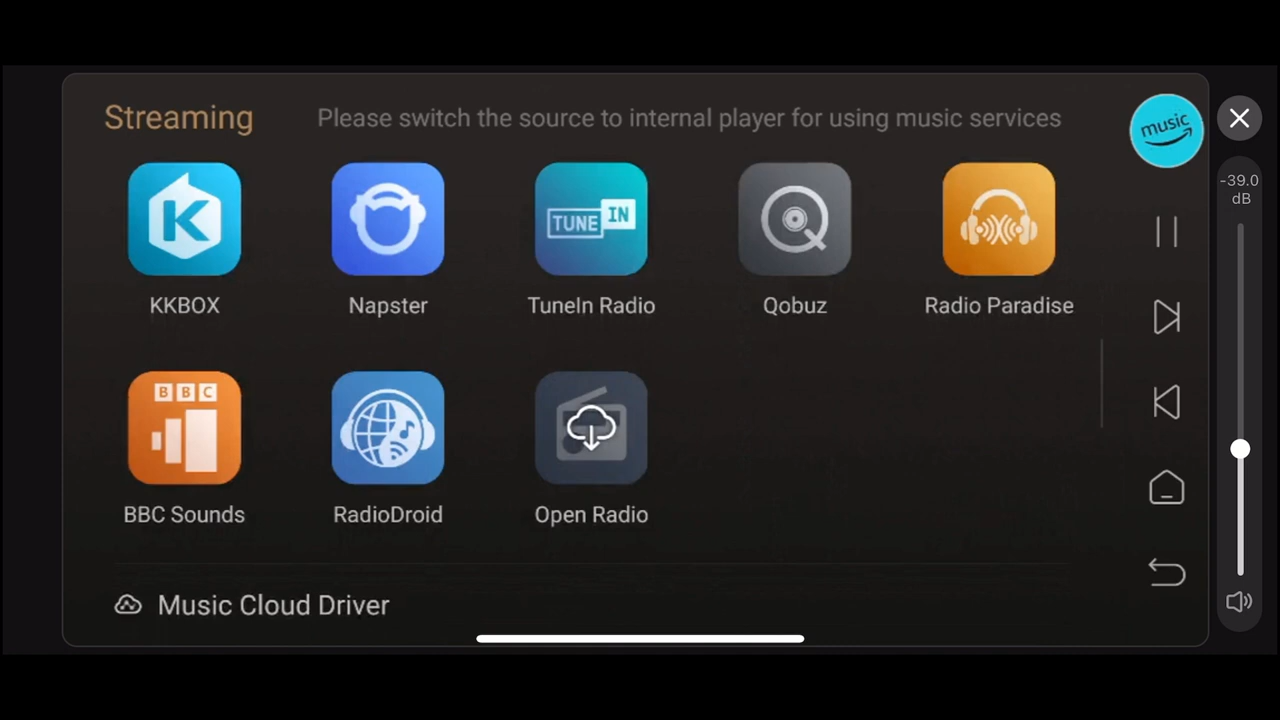 Streaming
Please switch the source to internal player for using music services
music
-39.0
dB
K
TUNE IN
KKBOX
Napster
TuneIn Radio
Qobuz
Radio Paradise
BBC
BBC Sounds
RadioDroid
Open Radio
Music Cloud Driver